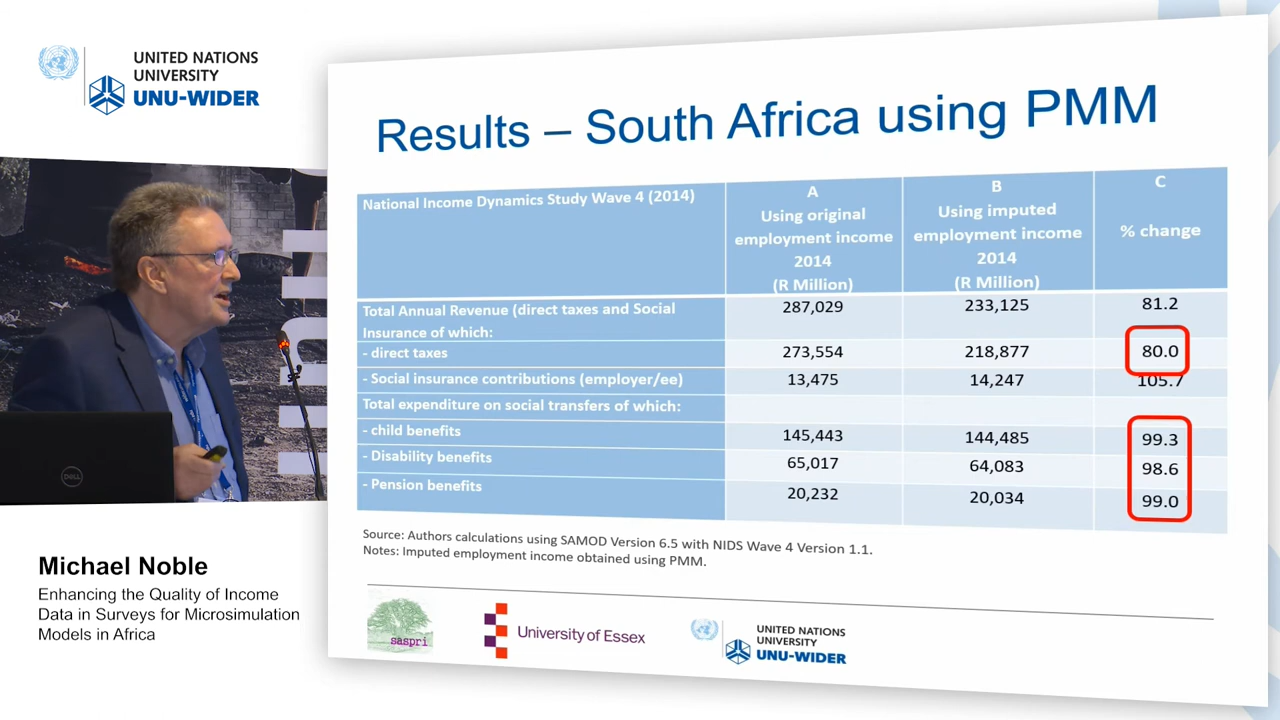 UNITED NATIONS
UNIVERSITY
UNU-WIDER
Results – South Africa using PMM
National Income Dynamics Study Wave 4 (2014)
A
Using original
employment income
2014
(R Million)
B
Using imputed
employment income
2014
(R Million)
C
% change
Total Annual Revenue (direct taxes and Social
Insurance of which:
287,029
233,125
81.2
- direct taxes
273,554
218,877
80.0
- Social insurance contributions (employer/ee)
13,475
14,247
105.7
Total expenditure on social transfers of which:
- child benefits
145,443
144,485
99.3
- Disability benefits
65,017
64,083
98.6
- Pension benefits
20,232
20,034
99.0
Source: Authors calculations using SAMOD Version 6.5 with NIDS Wave 4 Version 1.1.
Notes: Imputed employment income obtained using PMM.
saspri
University of Essex
UNITED NATIONS
UNIVERSITY
UNU-WIDER
DELL
Michael Noble
Enhancing the Quality of Income
Data in Surveys for Microsimulation
Models in Africa